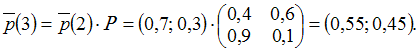 p̅(3) = p̅(2) · P = (0,7; 0,3) · (0,4 0,6
0,9 0,1) = (0,55; 0,45).